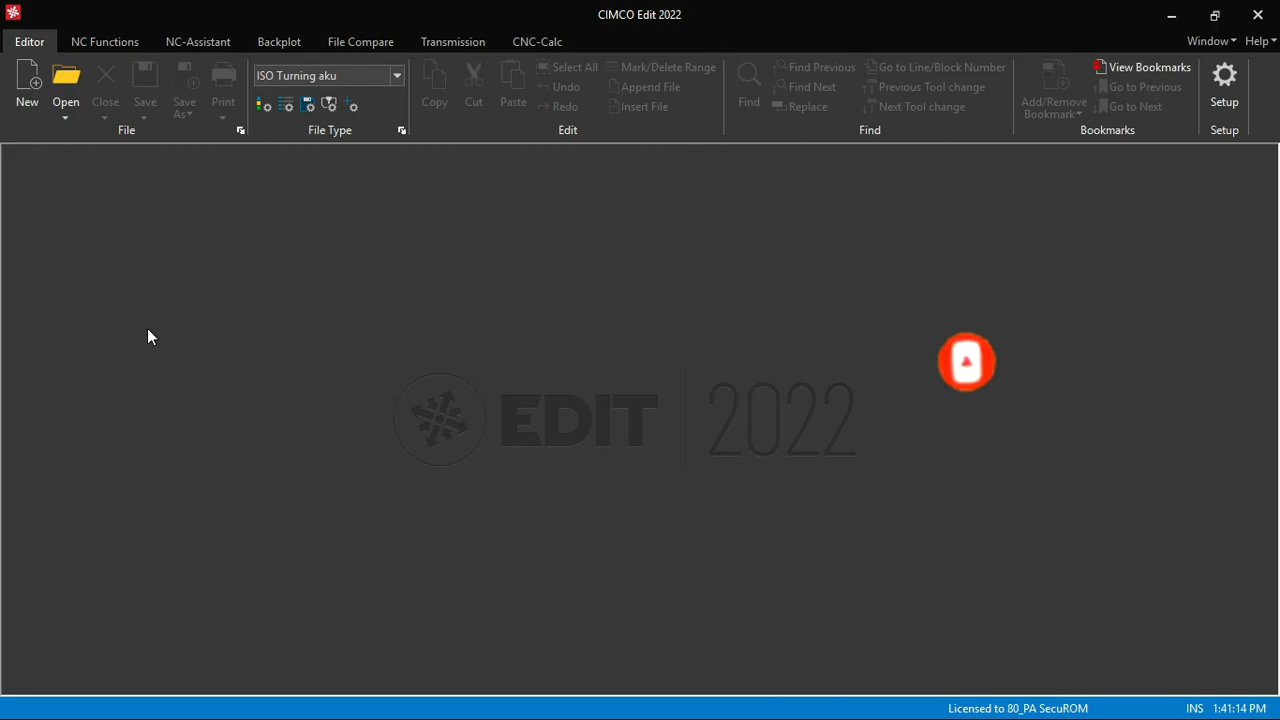 CIMCO Edit 2022
Editor NC Functions NC-Assistant Backplot File Compare Transmission CNC-Calc Window Help
New Open Close Save Save As Print
File
ISO Turning aku
File Type
Copy Cut Paste Select All Mark/Delete Range
Undo Append File
Redo Insert File
Edit
Find Find Previous Go to Line/Block Number
Find Next Previous Tool change
Replace Next Tool change
Find
Add/Remove Bookmark View Bookmarks
Go to Previous
Go to Next
Bookmarks
Setup
Setup
EDIT 2022
Licensed to 80_PA SecuROM INS 1:41:14 PM